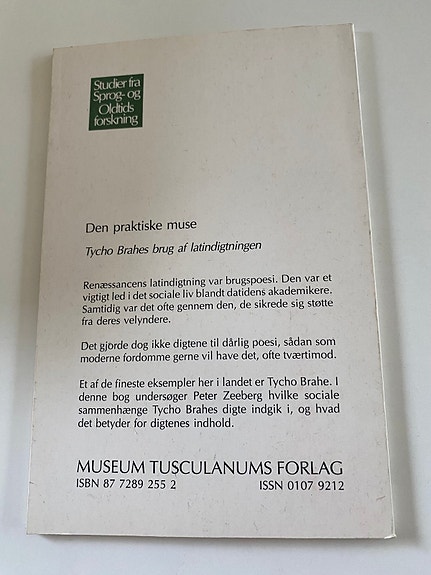 Studier fra
Sprog- og
Oldtids
forskning
Den praktiske muse
Tycho Brahes brug af latindigtningen
Renæssancens latindigtning var brugspoesi. Den var et
vigtigt led i det sociale liv blandt datidens akademikere.
Samtidig var det ofte gennem den, de sikrede sig støtte
fra deres velyndere.
Det gjorde dog ikke digtene til dårlig poesi, sådan som
moderne fordomme gerne vil have det, ofte tværtimod.
Et af de fineste eksempler her i landet er Tycho Brahe. I
denne bog undersøger Peter Zeeberg hvilke sociale
sammenhænge Tycho Brahes digte indgik i, og hvad
det betyder for digtenes indhold.
MUSEUM TUSCULANUMS FORLAG
ISBN 87 7289 255 2 ISSN 0107 9212